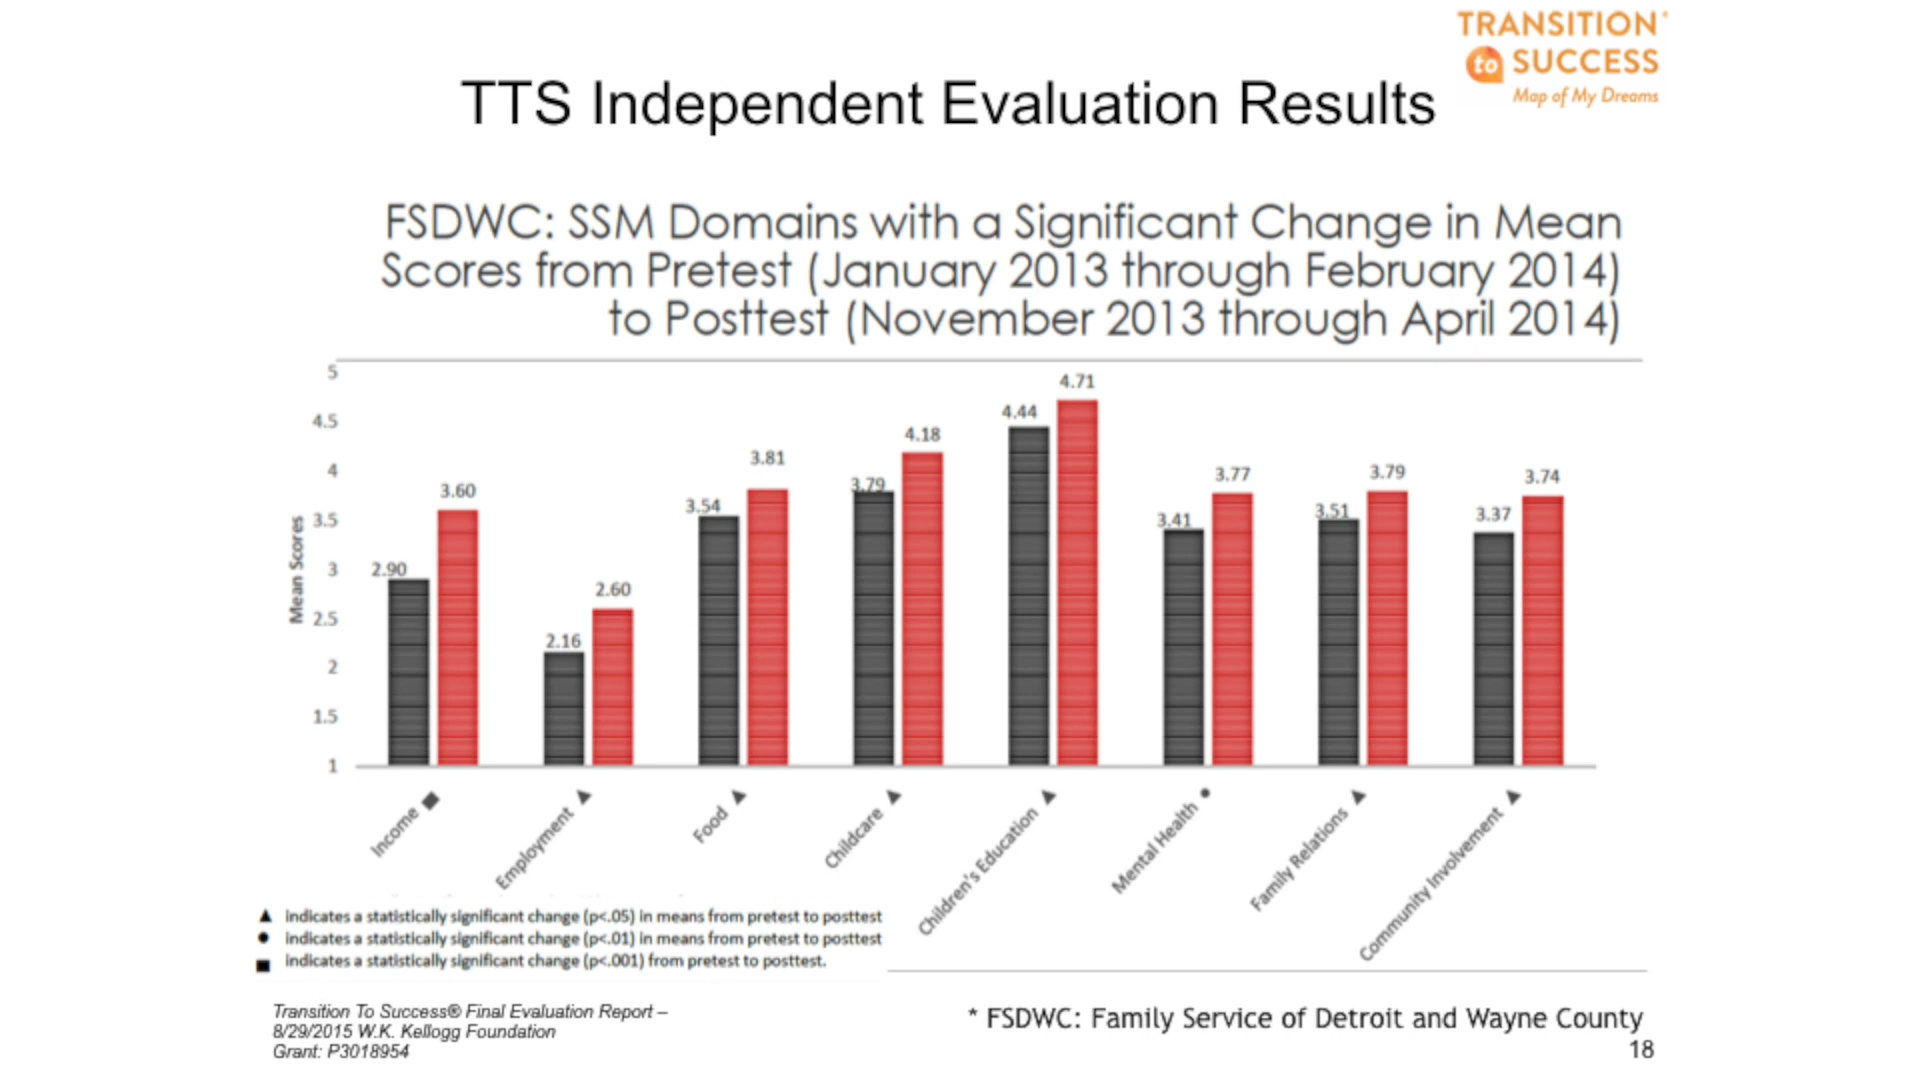 TRANSITION
to SUCCESS
Map of My Dreams
TTS Independent Evaluation Results
FSDWC: SSM Domains with a Significant Change in Mean
Scores from Pretest (January 2013 through February 2014)
to Posttest (November 2013 through April 2014)
Mean Scores
5
4.5
4
3.5
3
2.5
2
1.5
1
2.90
3.60
2.16
2.60
3.54
3.81
3.79
4.18
4.44
4.71
3.41
3.77
3.51
3.79
3.37
3.74
Income ■
Employment ▲
Food ▲
Childcare ▲
Children's Education ▲
Mental Health ●
Family Relations ▲
Community Involvement ▲
▲ indicates a statistically significant change (p<.05) in means from pretest to posttest
● indicates a statistically significant change (p<.01) in means from pretest to posttest
■ indicates a statistically significant change (p<.001) from pretest to posttest.
Transition To Success® Final Evaluation Report –
8/29/2015 W.K. Kellogg Foundation
Grant: P3018954
* FSDWC: Family Service of Detroit and Wayne County
18